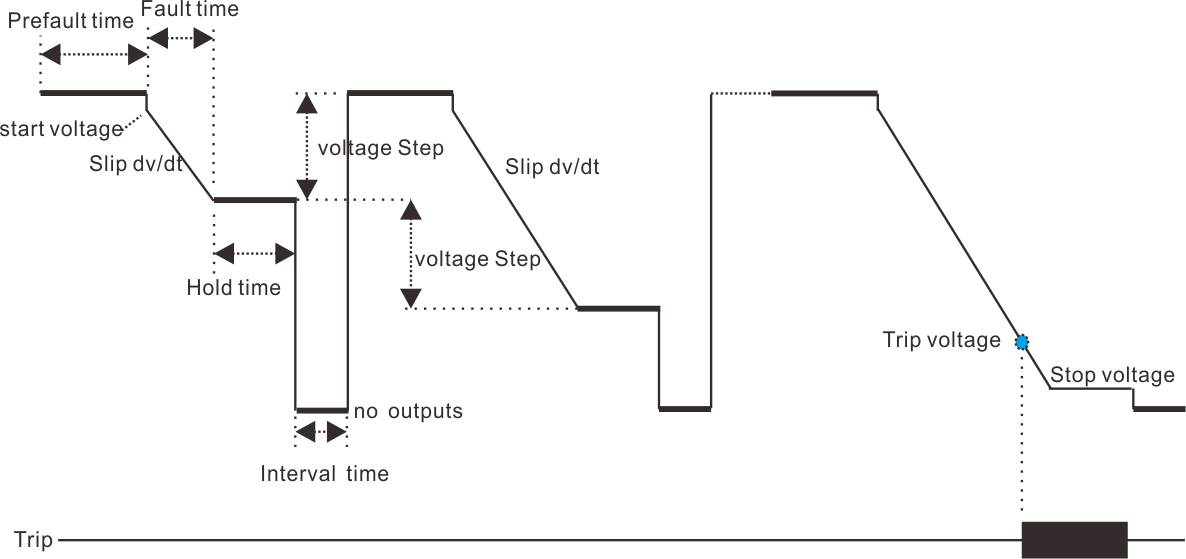 Prefault time
Fault time
start voltage
Slip dv/dt
voltage Step
Slip dv/dt
voltage Step
Hold time
Trip voltage
Stop voltage
no outputs
Interval time
Trip